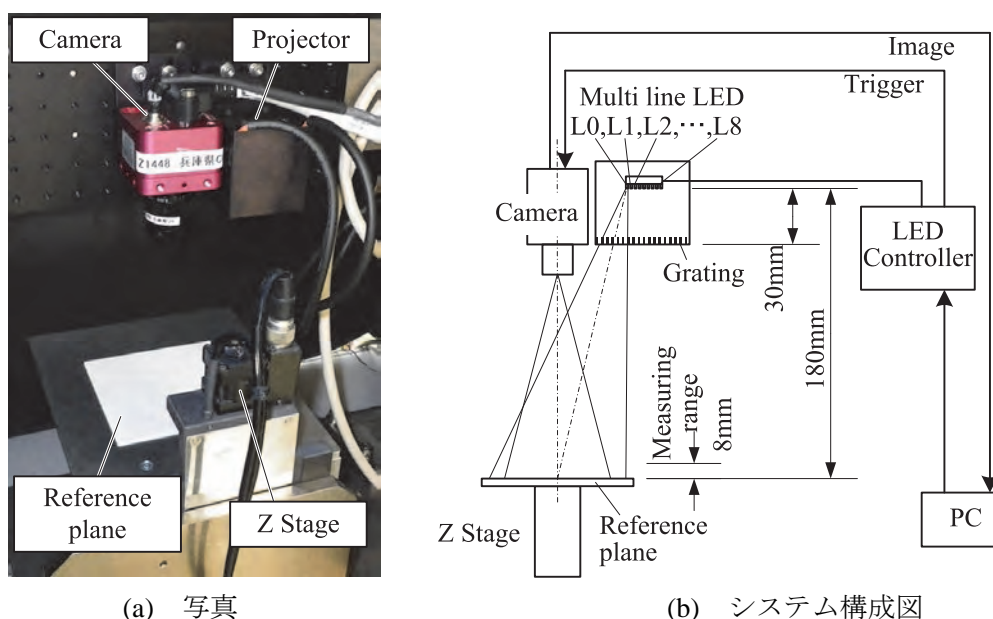 Camera
Projector
Z1448 兵庫県
Reference
plane
Z Stage
(a) 写真
Image
Trigger
Multi line LED
L0,L1,L2,⋯,L8
Camera
LED
Controller
Grating
30mm
180mm
Measuring
range
8mm
Z Stage
Reference
plane
PC
(b) システム構成図